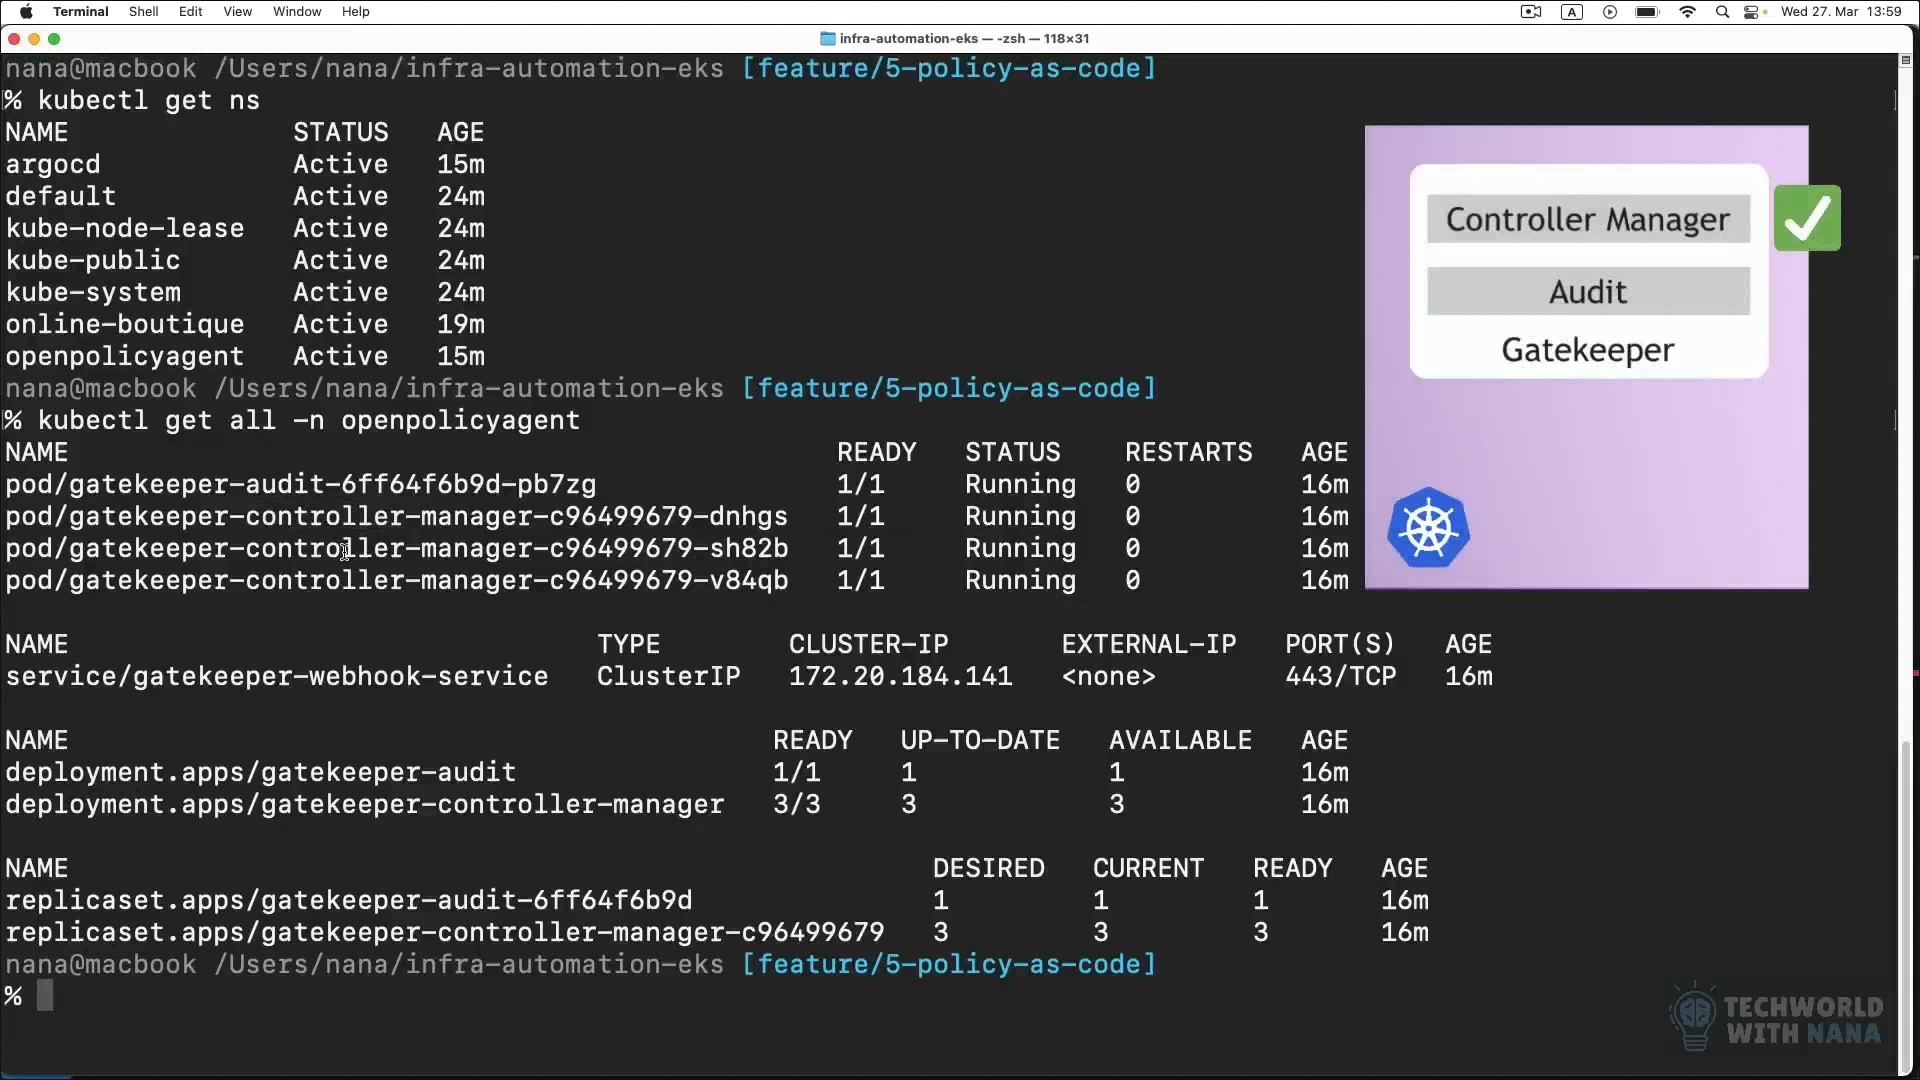 Terminal Shell Edit View Window Help A Wed 27. Mar 13:59
infra-automation-eks — -zsh — 118×31
nana@macbook /Users/nana/infra-automation-eks [feature/5-policy-as-code]
% kubectl get ns
NAME STATUS AGE
argocd Active 15m
default Active 24m
kube-node-lease Active 24m
kube-public Active 24m
kube-system Active 24m
online-boutique Active 19m
openpolicyagent Active 15m
nana@macbook /Users/nana/infra-automation-eks [feature/5-policy-as-code]
% kubectl get all -n openpolicyagent
NAME READY STATUS RESTARTS AGE
pod/gatekeeper-audit-6ff64f6b9d-pb7zg 1/1 Running 0 16m
pod/gatekeeper-controller-manager-c96499679-dnhgs 1/1 Running 0 16m
pod/gatekeeper-controller-manager-c96499679-sh82b 1/1 Running 0 16m
pod/gatekeeper-controller-manager-c96499679-v84qb 1/1 Running 0 16m
NAME TYPE CLUSTER-IP EXTERNAL-IP PORT(S) AGE
service/gatekeeper-webhook-service ClusterIP 172.20.184.141 <none> 443/TCP 16m
NAME READY UP-TO-DATE AVAILABLE AGE
deployment.apps/gatekeeper-audit 1/1 1 1 16m
deployment.apps/gatekeeper-controller-manager 3/3 3 3 16m
NAME DESIRED CURRENT READY AGE
replicaset.apps/gatekeeper-audit-6ff64f6b9d 1 1 1 16m
replicaset.apps/gatekeeper-controller-manager-c96499679 3 3 3 16m
nana@macbook /Users/nana/infra-automation-eks [feature/5-policy-as-code]
%
Controller Manager
Audit
Gatekeeper
TECHWORLD
WITH NANA